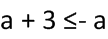 a + 3 ≤- a